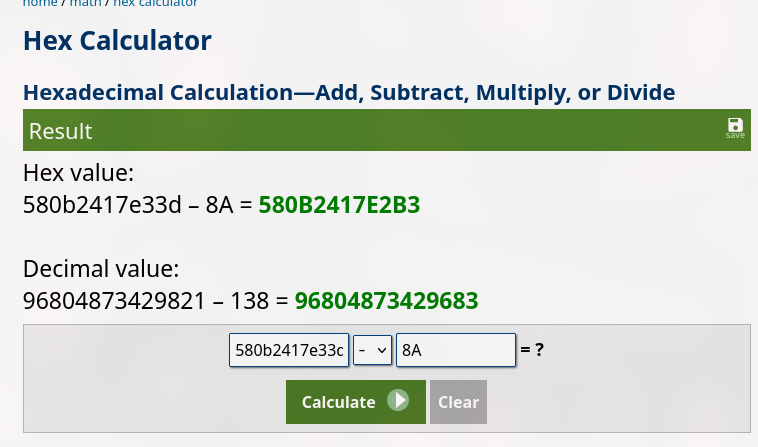 home / math / hex calculator
Hex Calculator
Hexadecimal Calculation—Add, Subtract, Multiply, or Divide
Result
save
Hex value:
580b2417e33d – 8A = 580B2417E2B3
Decimal value:
96804873429821 – 138 = 96804873429683
580b2417e33d – 8A = ?
Calculate Clear